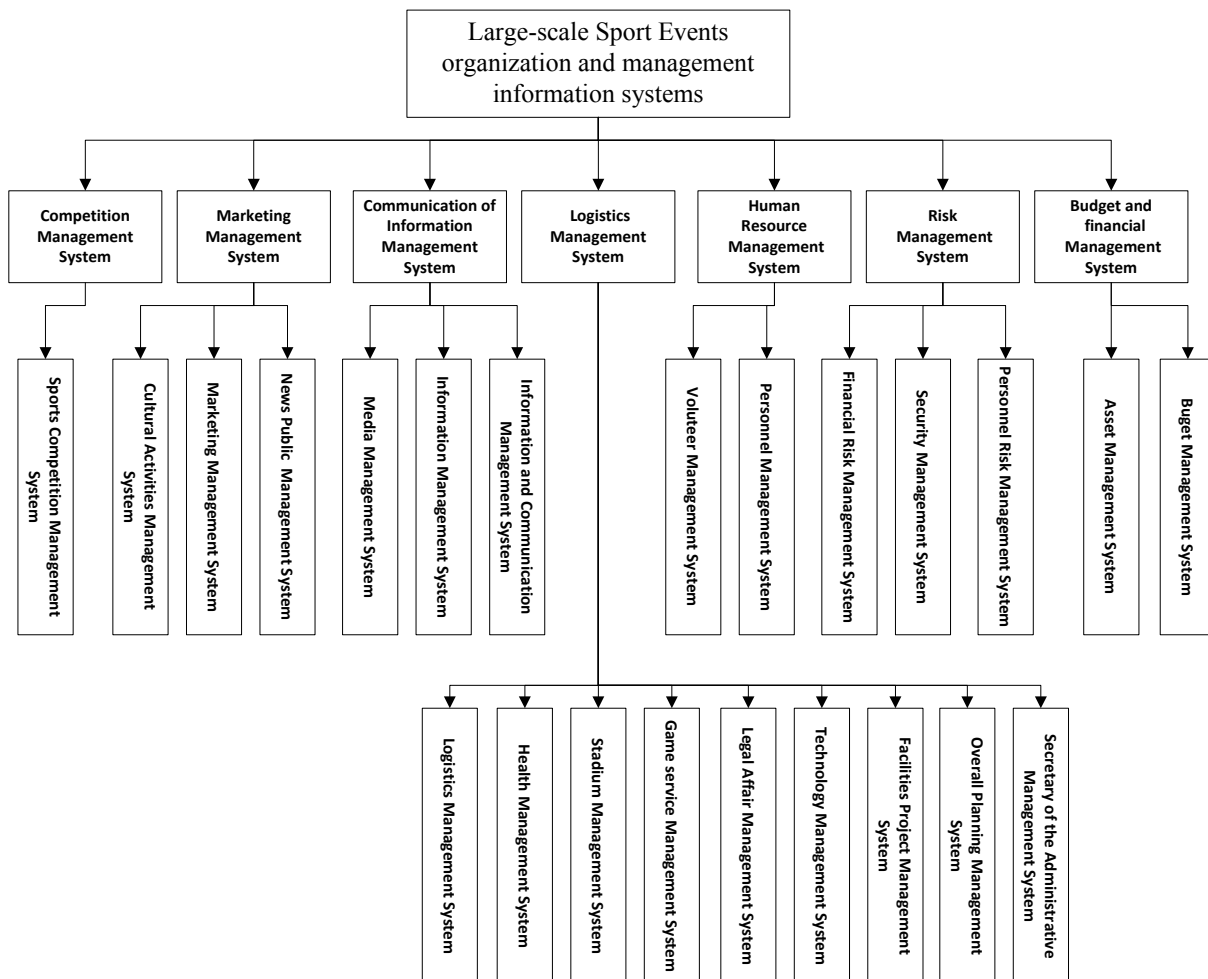 Large-scale Sport Events
organization and management
information systems
Competition
Management
System
Marketing
Management
System
Communication of
Information
Management
System
Logistics
Management
System
Human
Resource
Management
System
Risk
Management
System
Budget and
financial
Management
System
Sports Competition Management
System
Cultural Activities Management
System
Marketing Management System
News Public Management System
Media Management System
Information Management System
Information and Communication
Management System
Voluteer Management System
Personnel Management System
Financial Risk Management System
Security Management System
Personnel Risk Management System
Asset Management System
Buget Management System
Logistics Management System
Health Management System
Stadium Management System
Game service Management System
Legal Affair Management System
Technology Management System
Facilities Project Management
System
Overall Planning Management
System
Secretary of the Administrative
Management System